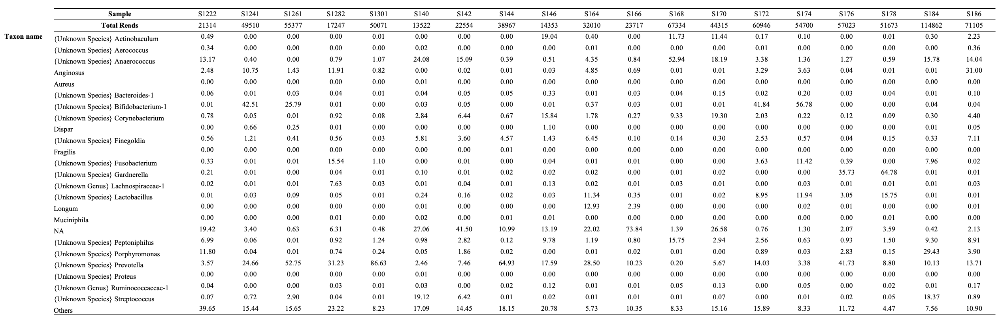 Sample S1222 S1241 S1261 S1282 S1301 S140 S142 S144 S146 S164 S166 S168 S170 S172 S174 S176 S178 S184 S186
Total Reads 21314 49510 55377 17247 50071 13522 22554 38967 14353 32010 23717 67334 44315 60946 54700 57023 51673 114862 71105
Taxon name {Unknown Species} Actinobaculum 0.49 0.00 0.00 0.00 0.01 0.00 0.00 0.00 19.04 0.40 0.00 11.73 11.44 0.17 0.10 0.00 0.01 0.30 2.23
{Unknown Species} Aerococcus 0.34 0.00 0.00 0.00 0.00 0.02 0.00 0.00 0.00 0.01 0.00 0.00 0.00 0.01 0.00 0.00 0.00 0.00 0.36
{Unknown Species} Anaerococcus 13.17 0.40 0.00 0.79 1.07 24.08 15.09 0.39 0.51 4.35 0.84 52.94 18.19 3.38 1.36 1.27 0.59 15.78 14.04
Anginosus 2.48 10.75 1.43 11.91 0.82 0.00 0.02 0.01 0.03 4.85 0.69 0.01 0.01 3.29 3.63 0.04 0.01 0.01 31.00
Aureus 0.00 0.00 0.00 0.00 0.00 0.01 0.00 0.00 0.00 0.00 0.00 0.00 0.00 0.00 0.00 0.00 0.00 0.00 0.00
{Unknown Species} Bacteroides-1 0.06 0.01 0.03 0.04 0.01 0.04 0.05 0.05 0.33 0.01 0.03 0.04 0.15 0.02 0.20 0.03 0.04 0.01 0.10
{Unknown Species} Bifidobacterium-1 0.01 42.51 25.79 0.01 0.00 0.03 0.05 0.00 0.01 0.37 0.03 0.01 0.01 41.84 56.78 0.00 0.00 0.04 0.04
{Unknown Species} Corynebacterium 0.78 0.05 0.01 0.92 0.08 2.84 6.44 0.67 15.84 1.78 0.27 9.33 19.30 2.03 0.22 0.12 0.09 0.30 4.40
Dispar 0.00 0.66 0.25 0.01 0.00 0.00 0.00 0.00 1.10 0.00 0.00 0.00 0.00 0.00 0.00 0.00 0.00 0.01 0.05
{Unknown Species} Finegoldia 0.56 1.21 0.41 0.56 0.03 5.81 3.60 4.57 1.43 6.45 0.10 0.14 0.30 2.53 0.57 0.04 0.15 0.33 7.11
Fragilis 0.00 0.00 0.00 0.00 0.00 0.00 0.00 0.01 0.00 0.00 0.00 0.00 0.00 0.00 0.00 0.00 0.00 0.00 0.00
{Unknown Species} Fusobacterium 0.33 0.01 0.01 15.54 1.10 0.00 0.01 0.00 0.04 0.01 0.01 0.00 0.00 3.63 11.42 0.39 0.00 7.96 0.02
{Unknown Species} Gardnerella 0.21 0.01 0.00 0.04 0.01 0.10 0.01 0.02 0.02 0.02 0.00 0.01 0.02 0.00 0.00 35.73 64.78 0.01 0.01
{Unknown Genus} Lachnospiraceae-1 0.02 0.01 0.01 7.63 0.03 0.01 0.04 0.01 0.13 0.02 0.01 0.03 0.01 0.00 0.03 0.01 0.01 0.01 0.03
{Unknown Species} Lactobacillus 0.01 0.03 0.09 0.05 0.01 0.24 0.16 0.02 0.03 11.34 0.35 0.01 0.02 8.95 11.94 3.05 15.75 0.01 0.01
Longum 0.00 0.00 0.00 0.00 0.00 0.01 0.00 0.00 0.00 12.93 2.39 0.00 0.00 0.00 0.02 0.01 0.00 0.00 0.01
Muciniphila 0.00 0.00 0.00 0.01 0.00 0.02 0.00 0.01 0.01 0.00 0.00 0.00 0.00 0.00 0.00 0.00 0.01 0.00 0.00
NA 19.42 3.40 0.63 6.31 0.48 27.06 41.50 10.99 13.19 22.02 73.84 1.39 26.58 0.76 1.30 2.07 3.59 0.42 2.13
{Unknown Species} Peptoniphilus 6.99 0.06 0.01 0.92 1.24 0.98 2.82 0.12 9.78 1.19 0.80 15.75 2.94 2.56 0.63 0.93 1.50 9.30 8.91
{Unknown Species} Porphyromonas 11.80 0.04 0.01 0.74 0.24 0.05 1.86 0.02 0.00 0.01 0.02 0.01 0.00 0.89 0.03 2.83 0.15 29.43 3.90
{Unknown Species} Prevotella 3.57 24.66 52.75 31.23 86.63 2.46 7.46 64.93 17.59 28.50 10.23 0.20 5.67 14.03 3.38 41.73 8.80 10.13 13.71
{Unknown Species} Proteus 0.00 0.00 0.00 0.00 0.00 0.01 0.00 0.00 0.00 0.00 0.00 0.00 0.00 0.00 0.00 0.00 0.00 0.00 0.00
{Unknown Genus} Ruminococcaceae-1 0.04 0.00 0.00 0.03 0.01 0.03 0.00 0.02 0.12 0.01 0.01 0.05 0.13 0.00 0.05 0.00 0.02 0.01 0.17
{Unknown Species} Streptococcus 0.07 0.72 2.90 0.04 0.01 19.12 6.42 0.01 0.02 0.01 0.01 0.01 0.07 0.00 0.01 0.02 0.05 18.37 0.89
Others 39.65 15.44 15.65 23.22 8.23 17.09 14.45 18.15 20.78 5.73 10.35 8.33 15.16 15.89 8.33 11.72 4.47 7.56 10.90